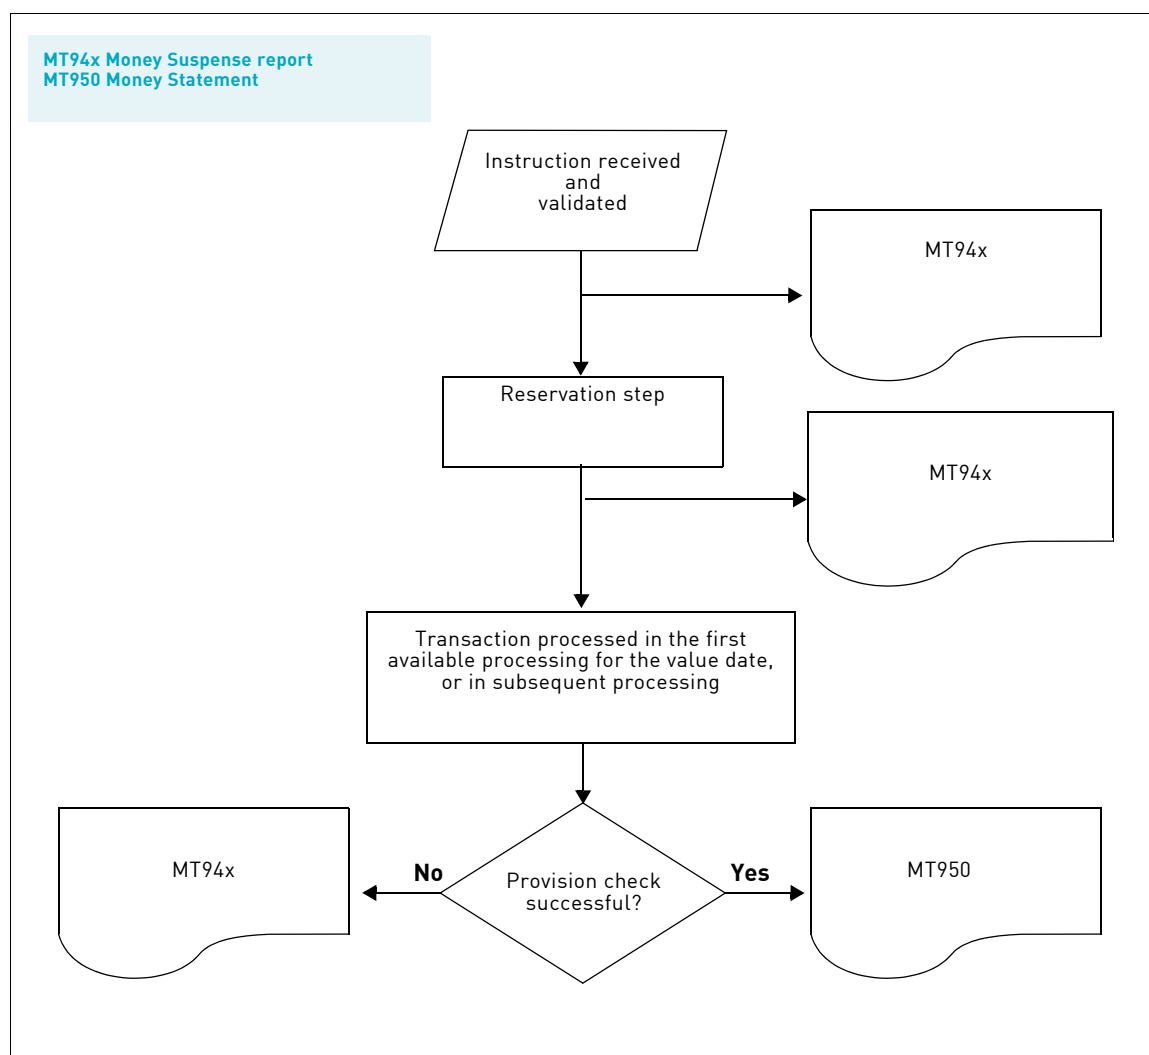 MT94x Money Suspense report
MT950 Money Statement
Instruction received
and
validated
MT94x
Reservation step
MT94x
Transaction processed in the first
available processing for the value date,
or in subsequent processing
MT94x
No
Provision check
successful?
Yes
MT950